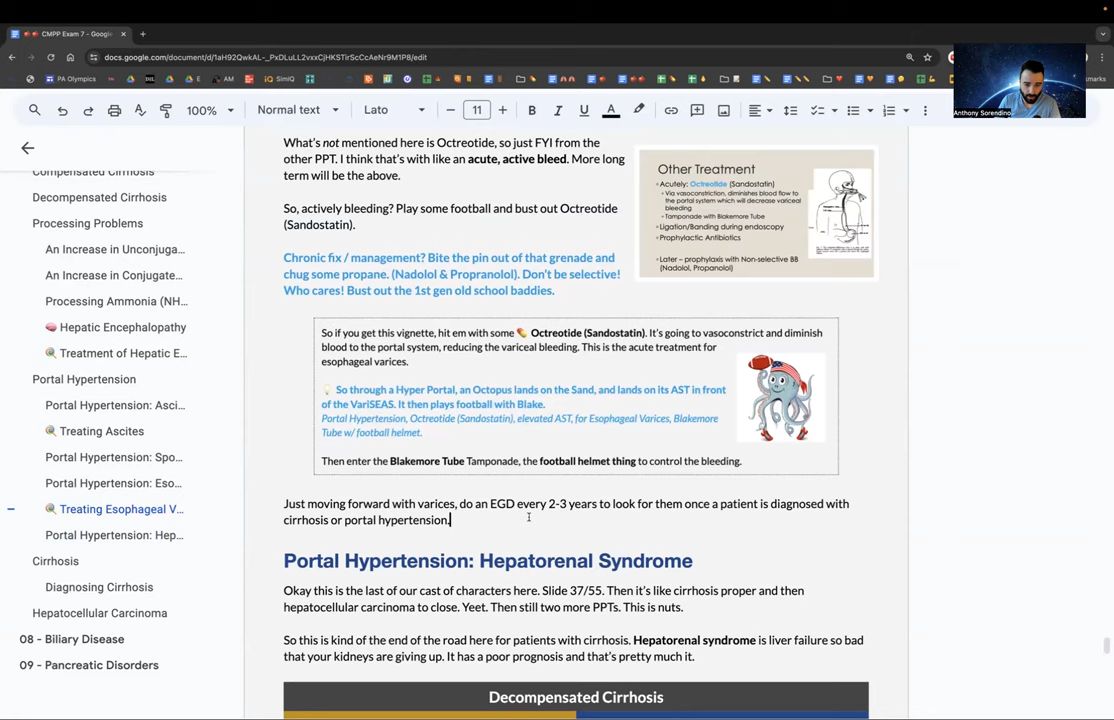 CMPP Exam 7 - Google
docs.google.com/document/d/1aH92QwkAL-_PxDLuLL2vxxCjHKSTirScCcAeNr9M1P8/edit
PA Olympics
DXL
E
AM
iQ SimIQ
marks
100%
Normal text
Lato
11
Anthony Sorendino
Compensated Cirrhosis
Decompensated Cirrhosis
Processing Problems
An Increase in Unconjuga...
An Increase in Conjugate...
Processing Ammonia (NH...
Hepatic Encephalopathy
Treatment of Hepatic E...
Portal Hypertension
Portal Hypertension: Asci...
Treating Ascites
Portal Hypertension: Spo...
Portal Hypertension: Eso...
Treating Esophageal V...
Portal Hypertension: Hep...
Cirrhosis
Diagnosing Cirrhosis
Hepatocellular Carcinoma
08 - Biliary Disease
09 - Pancreatic Disorders
What's not mentioned here is Octreotide, so just FYI from the
other PPT. I think that's with like an acute, active bleed. More long
term will be the above.
So, actively bleeding? Play some football and bust out Octreotide
(Sandostatin).
Chronic fix / management? Bite the pin out of that grenade and
chug some propane. (Nadolol & Propranolol). Don't be selective!
Who cares! Bust out the 1st gen old school baddies.
Other Treatment
Acutely: Octreotide (Sandostatin)
Via vasoconstriction, diminishes blood flow to
the portal system which will decrease variceal
bleeding
Tamponade with Blakemore Tube
Ligation/Banding during endoscopy
Prophylactic Antibiotics
Later – prophylaxis with Non-selective BB
(Nadolol, Propanolol)
So if you get this vignette, hit em with some Octreotide (Sandostatin). It's going to vasoconstrict and diminish
blood to the portal system, reducing the variceal bleeding. This is the acute treatment for
esophageal varices.
So through a Hyper Portal, an Octopus lands on the Sand, and lands on its AST in front
of the VariSEAS. It then plays football with Blake.
Portal Hypertension, Octreotide (Sandostatin), elevated AST, for Esophageal Varices, Blakemore
Tube w/ football helmet.
Then enter the Blakemore Tube Tamponade, the football helmet thing to control the bleeding.
Just moving forward with varices, do an EGD every 2-3 years to look for them once a patient is diagnosed with
cirrhosis or portal hypertension.
Portal Hypertension: Hepatorenal Syndrome
Okay this is the last of our cast of characters here. Slide 37/55. Then it's like cirrhosis proper and then
hepatocellular carcinoma to close. Yeet. Then still two more PPTs. This is nuts.
So this is kind of the end of the road here for patients with cirrhosis. Hepatorenal syndrome is liver failure so bad
that your kidneys are giving up. It has a poor prognosis and that's pretty much it.
Decompensated Cirrhosis